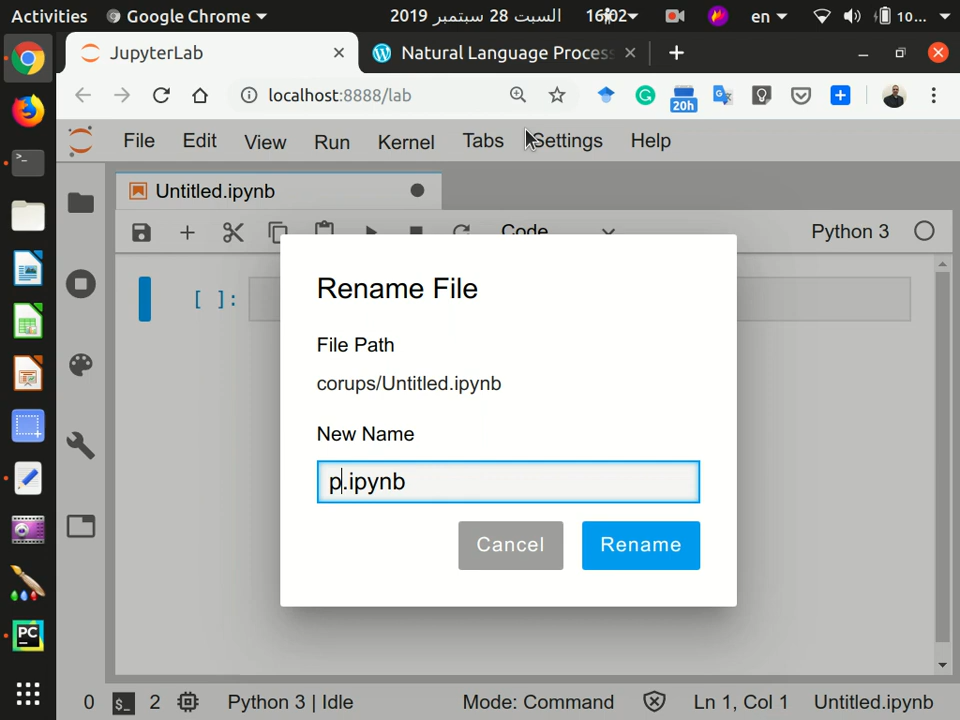 Activities
Google Chrome
السبت 28 سبتمبر 2019
16:02
en
10...
JupyterLab
Natural Language Process
localhost:8888/lab
20h
File Edit View Run Kernel Tabs Settings Help
Untitled.ipynb
Code
Python 3
[ ]:
Rename File
File Path
corups/Untitled.ipynb
New Name
p.ipynb
Cancel
Rename
PC
0
$_
2
Python 3 | Idle
Mode: Command
Ln 1, Col 1
Untitled.ipynb